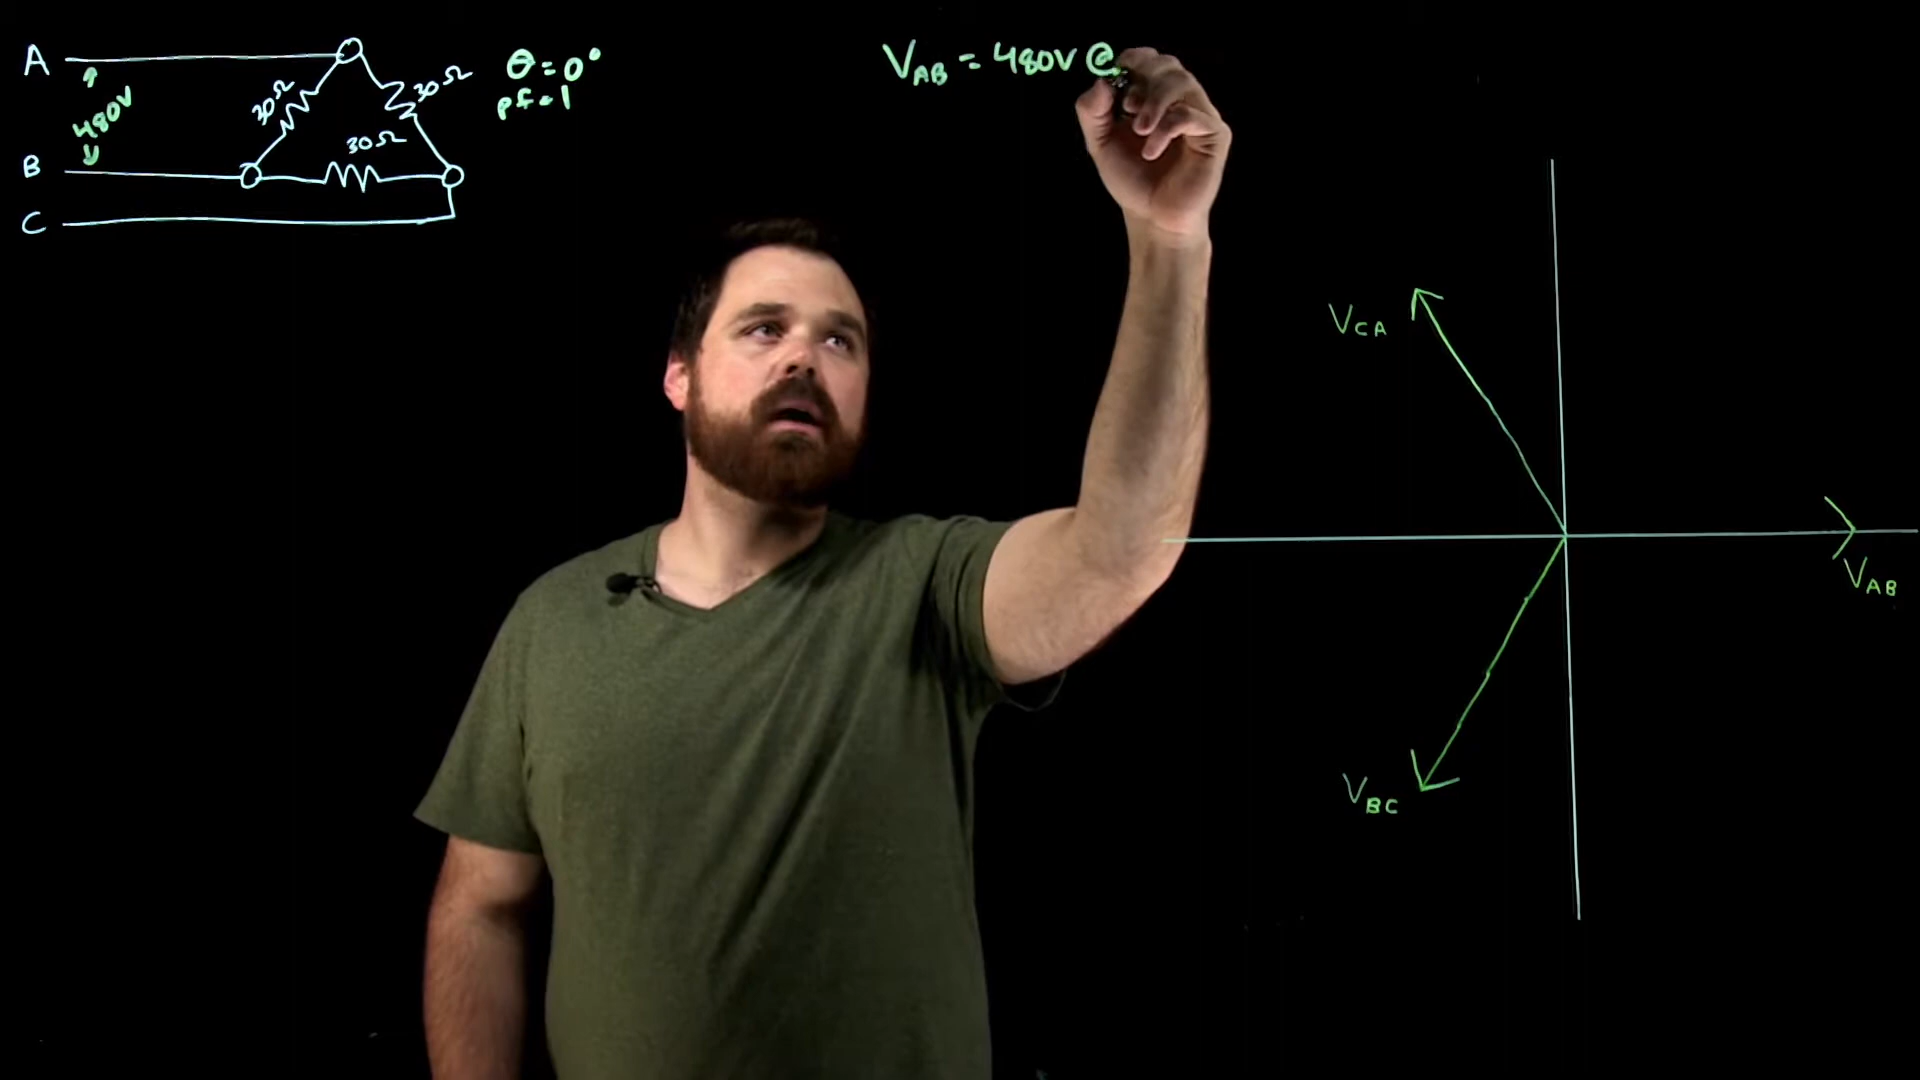 A
480V
B
C
30Ω
30Ω
30Ω
θ = 0°
pf = 1
VAB = 480V @
VCA
VAB
VBC